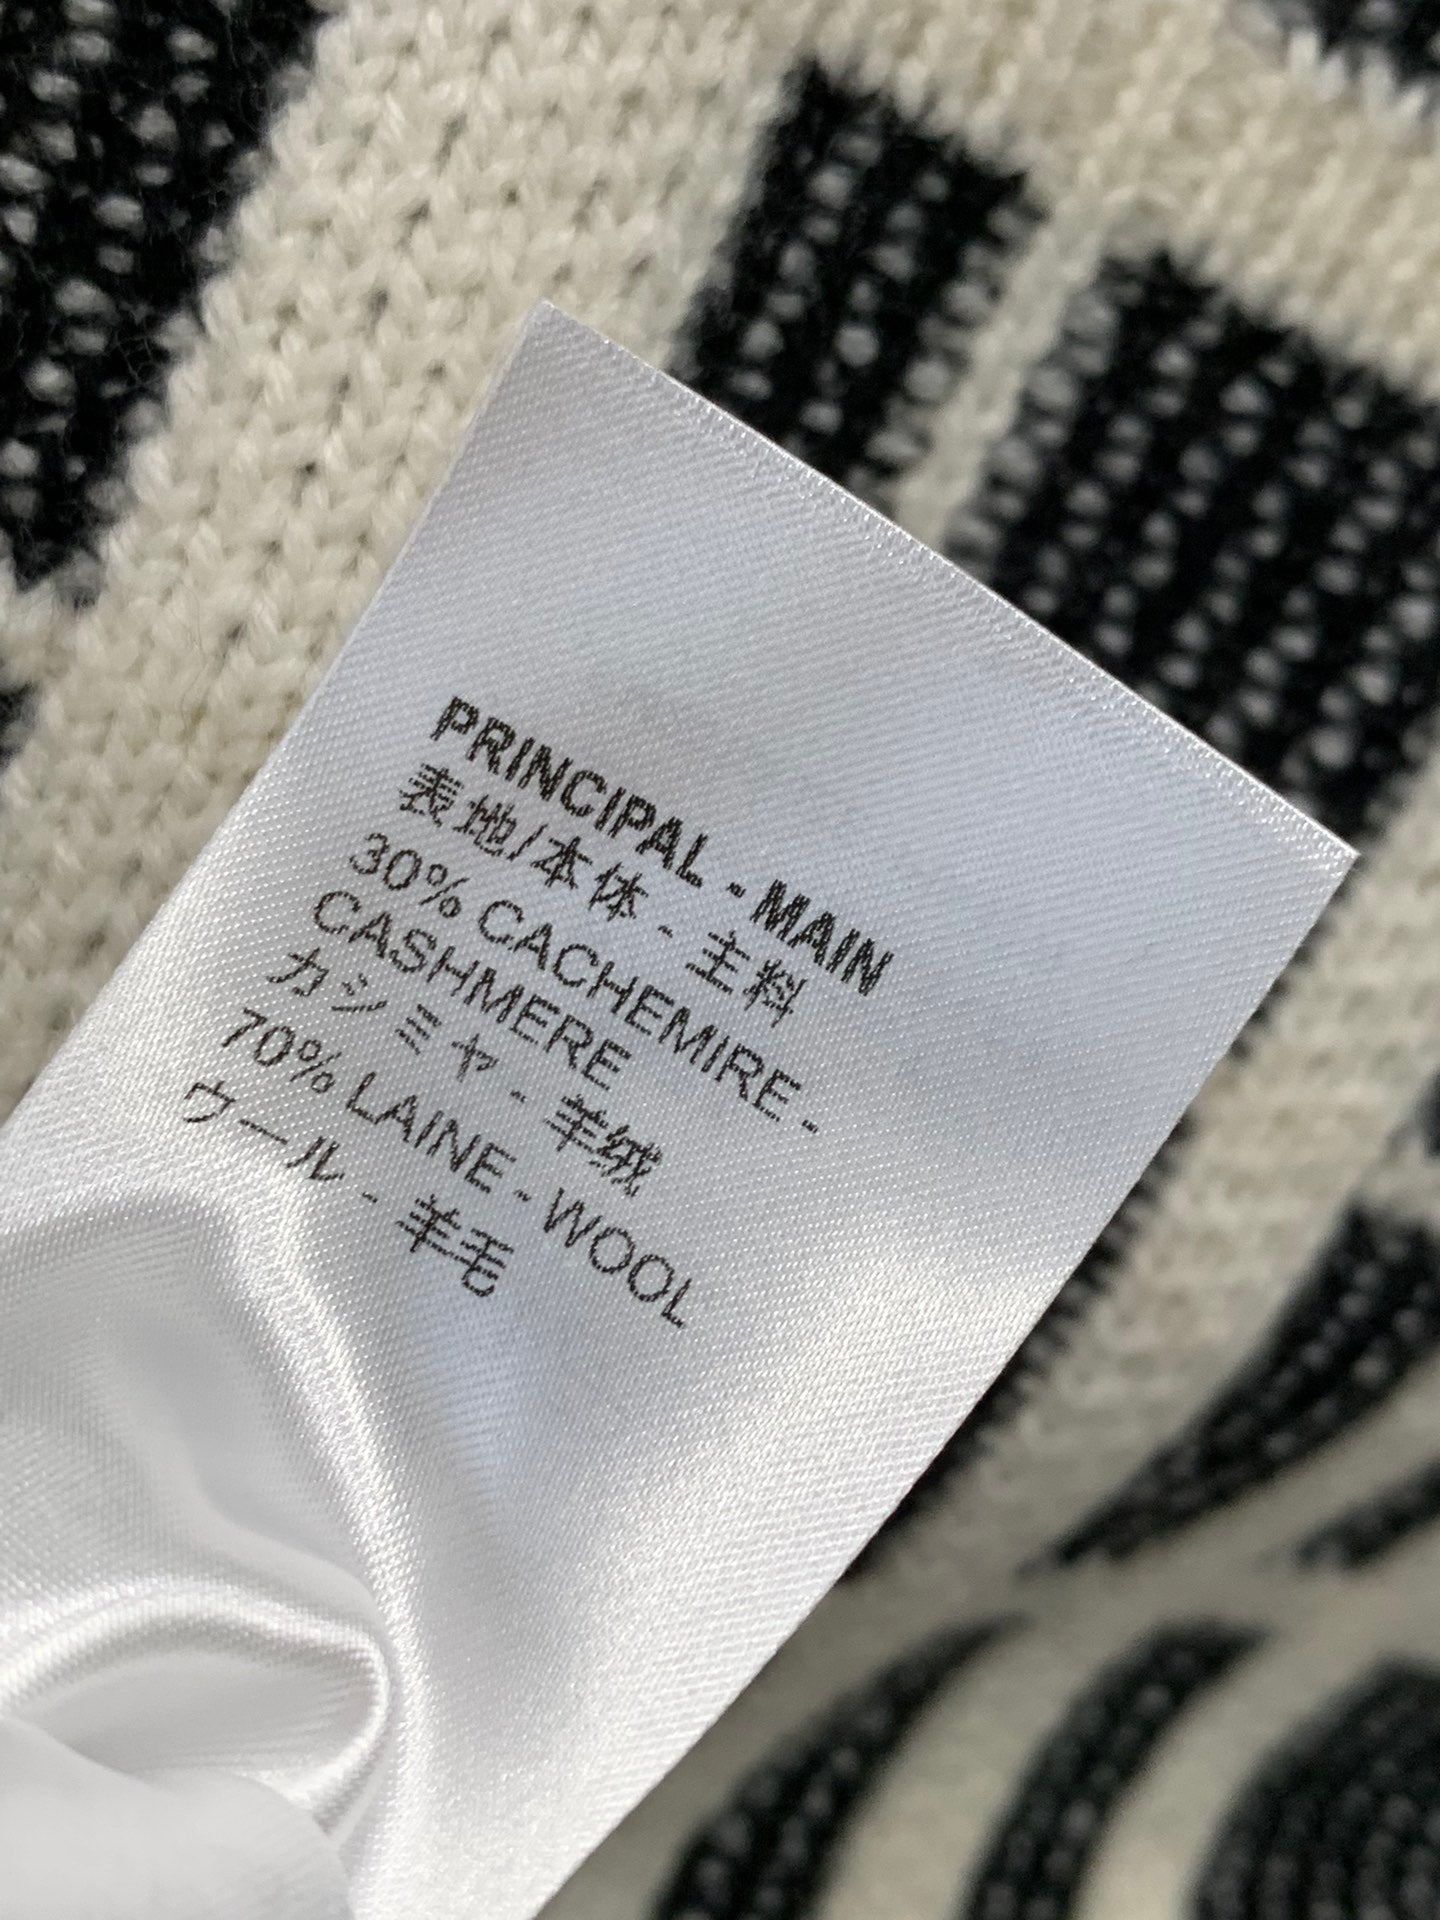 PRINCIPAL - MAIN
表地/本体 - 主料
30% CACHEMIRE -
CASHMERE
カシミヤ - 羊绒
70% LAINE - WOOL
ウール - 羊毛